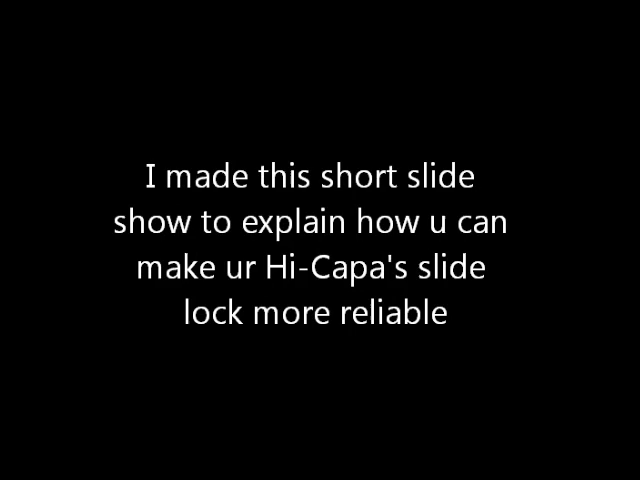 I made this short slide
show to explain how u can
make ur Hi-Capa's slide
lock more reliable